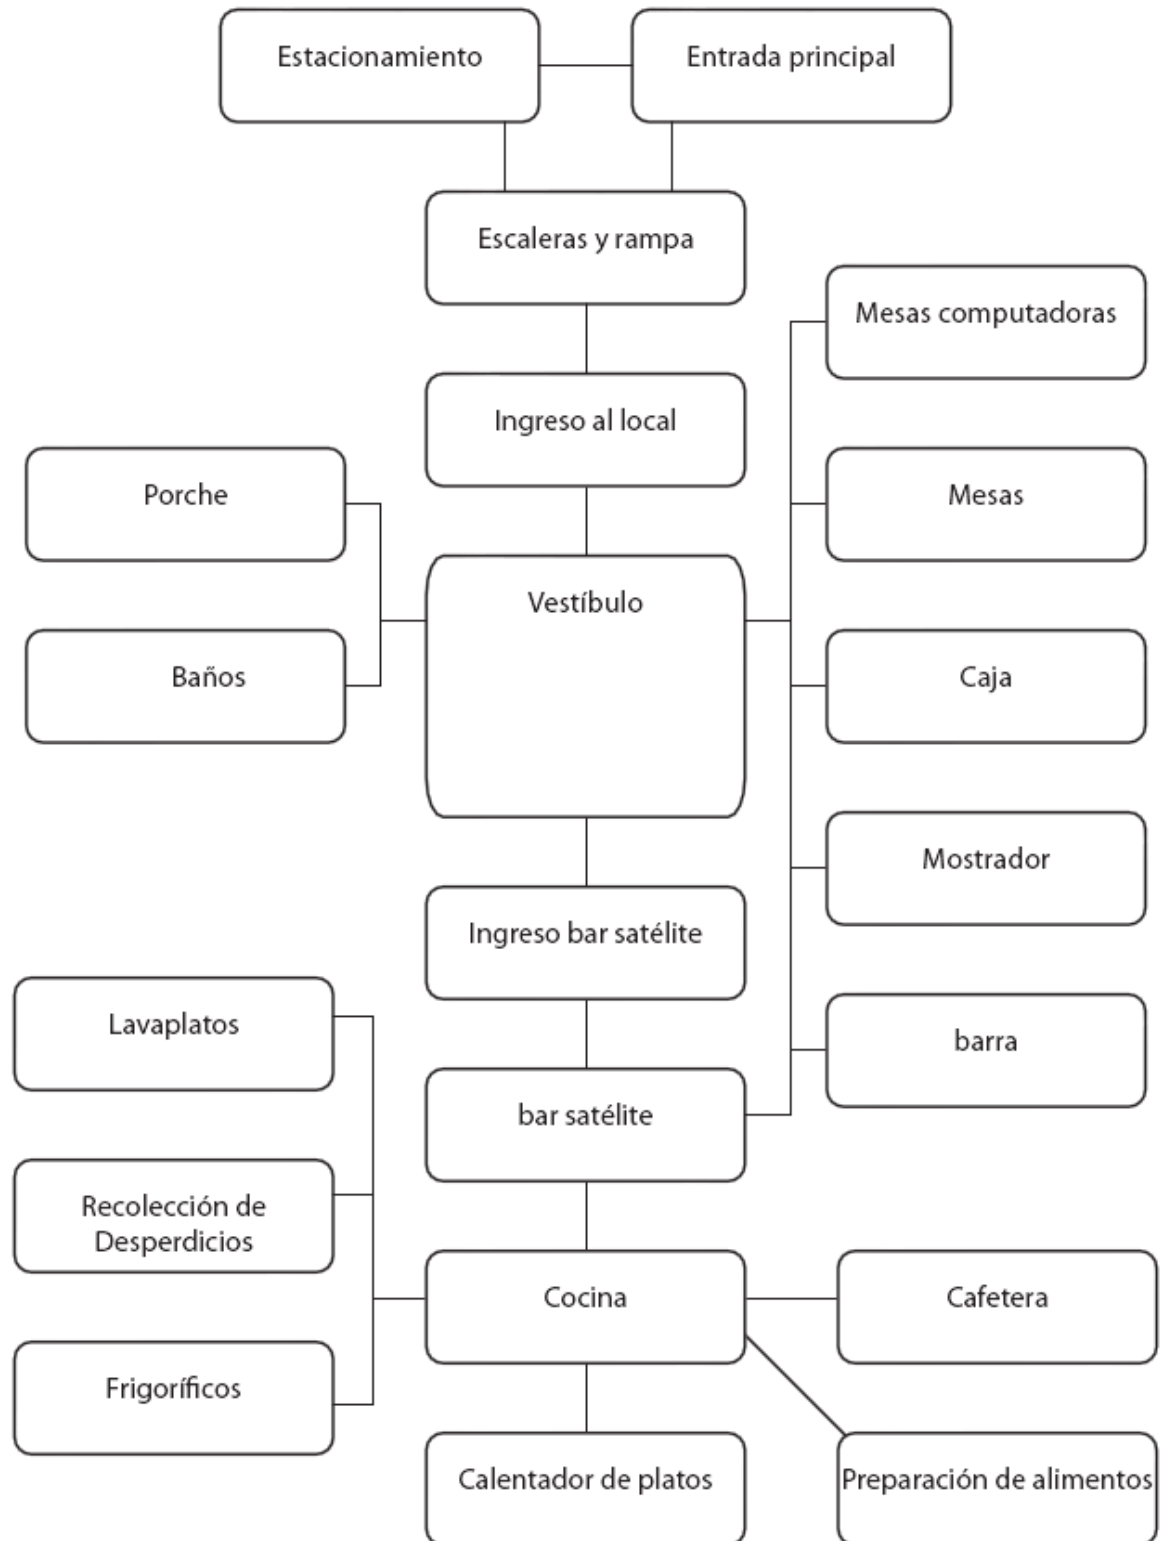 Estacionamiento
Entrada principal
Escaleras y rampa
Mesas computadoras
Ingreso al local
Porche
Mesas
Vestíbulo
Baños
Caja
Mostrador
Ingreso bar satélite
Lavaplatos
barra
bar satélite
Recolección de
Desperdicios
Cocina
Cafetera
Frigoríficos
Calentador de platos
Preparación de alimentos